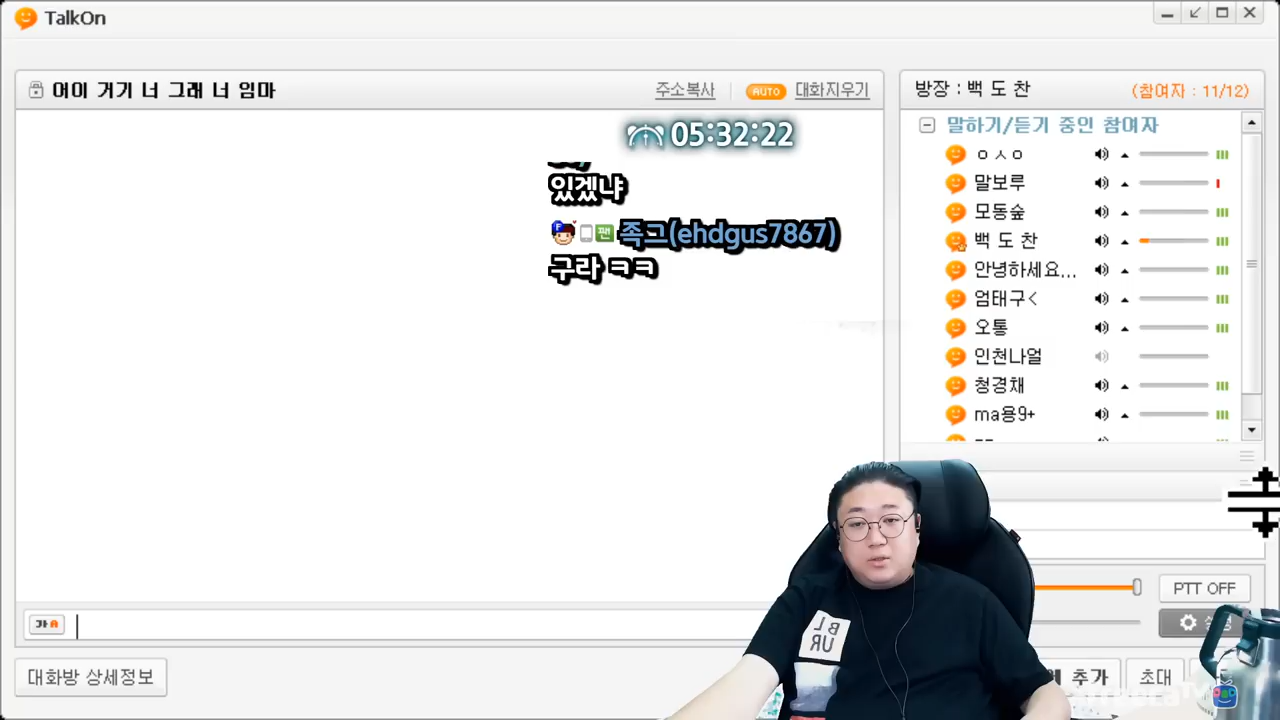 TalkOn
어이 거기 너 그래 너 임마
주소복사
AUTO
대화지우기
05:32:22
있겠냐
팬
족그(ehdgus7867)
구라 ㅋㅋ
방장 : 백 도 찬
(참여자 : 11/12)
말하기/듣기 중인 참여자
ㅇㅅㅇ
말보루
모동숲
백 도 찬
안녕하세요...
엄태구<
오통
인천나얼
청경채
ma용9+
BL
UR
PTT OFF
가A
대화방 상세정보
추가
초대